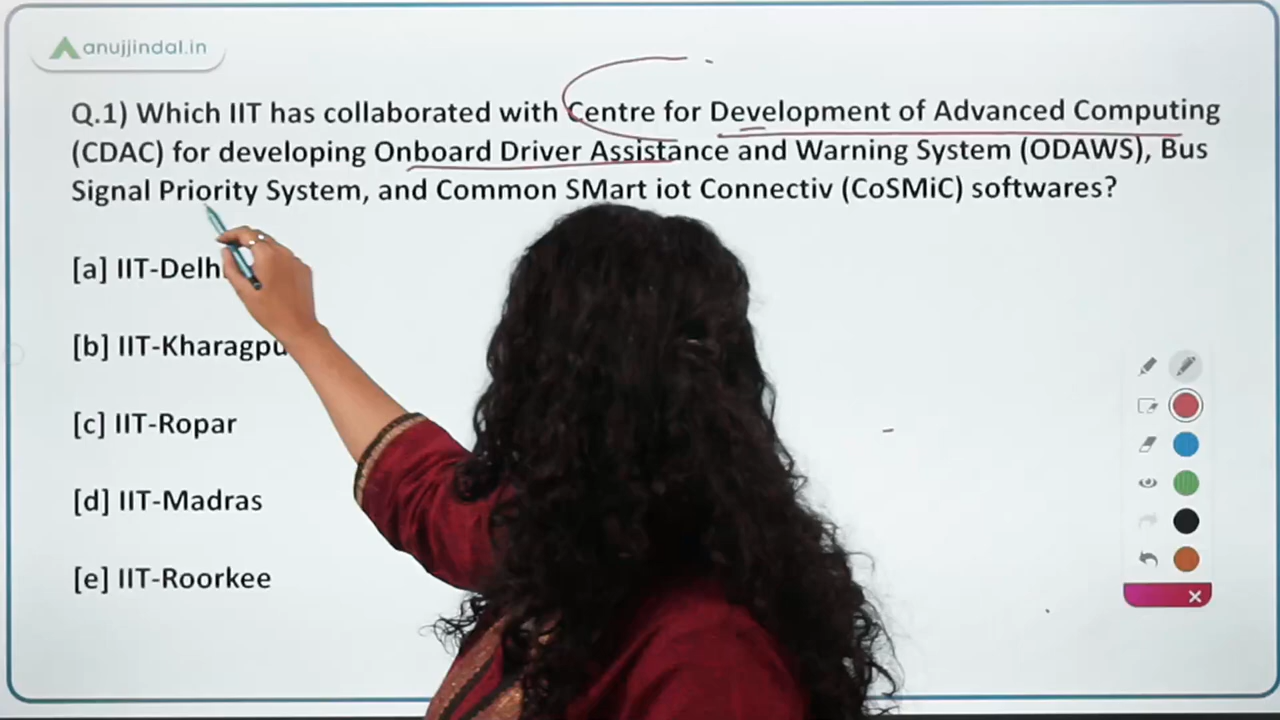 anujjindal.in
Q.1) Which IIT has collaborated with Centre for Development of Advanced Computing
(CDAC) for developing Onboard Driver Assistance and Warning System (ODAWS), Bus
Signal Priority System, and Common SMart iot Connectiv (CoSMiC) softwares?
[a] IIT-Delh
[b] IIT-Kharagpu
[c] IIT-Ropar
[d] IIT-Madras
[e] IIT-Roorkee